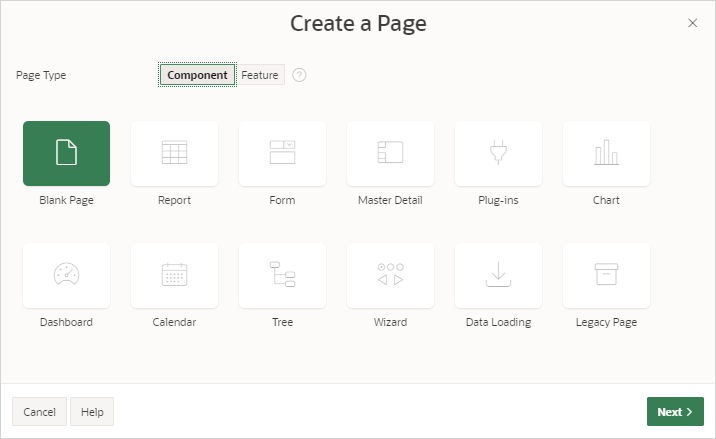 Create a Page
Page Type
Component
Feature
Blank Page
Report
Form
Master Detail
Plug-ins
Chart
Dashboard
Calendar
Tree
Wizard
Data Loading
Legacy Page
Cancel
Help
Next